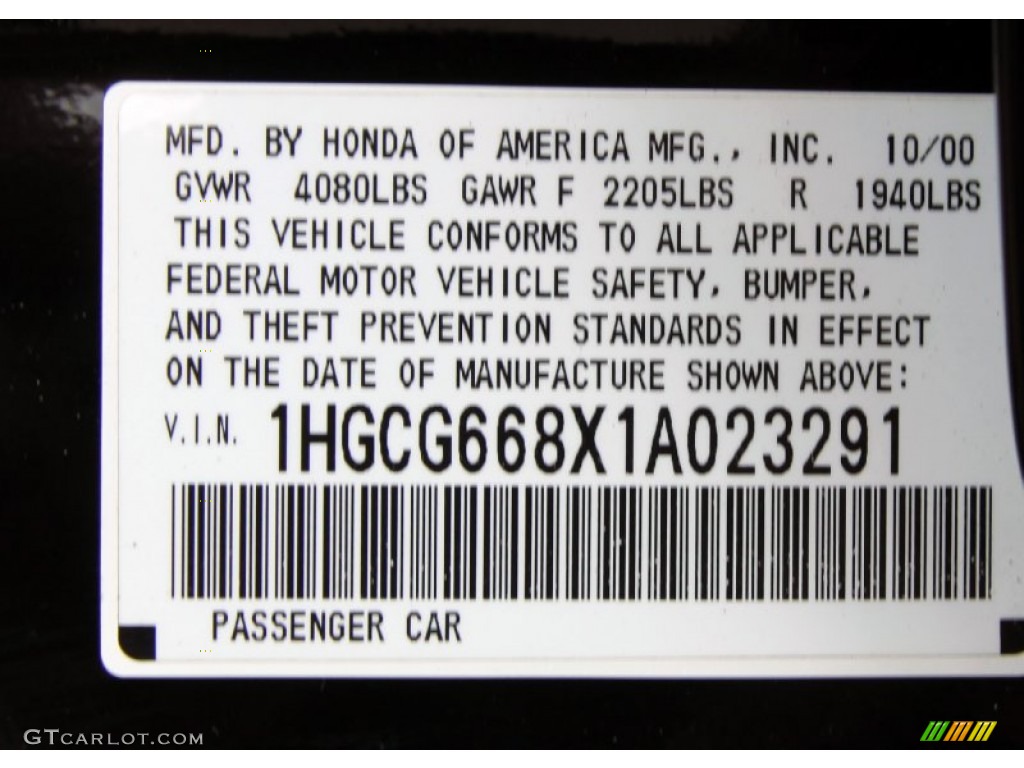 MFD. BY HONDA OF AMERICA MFG., INC. 10/00
GVWR 4080LBS GAWR F 2205LBS R 1940LBS
THIS VEHICLE CONFORMS TO ALL APPLICABLE
FEDERAL MOTOR VEHICLE SAFETY, BUMPER,
AND THEFT PREVENTION STANDARDS IN EFFECT
ON THE DATE OF MANUFACTURE SHOWN ABOVE:
V.I.N. 1HGCG668X1A023291
PASSENGER CAR
GTCARLOT.COM